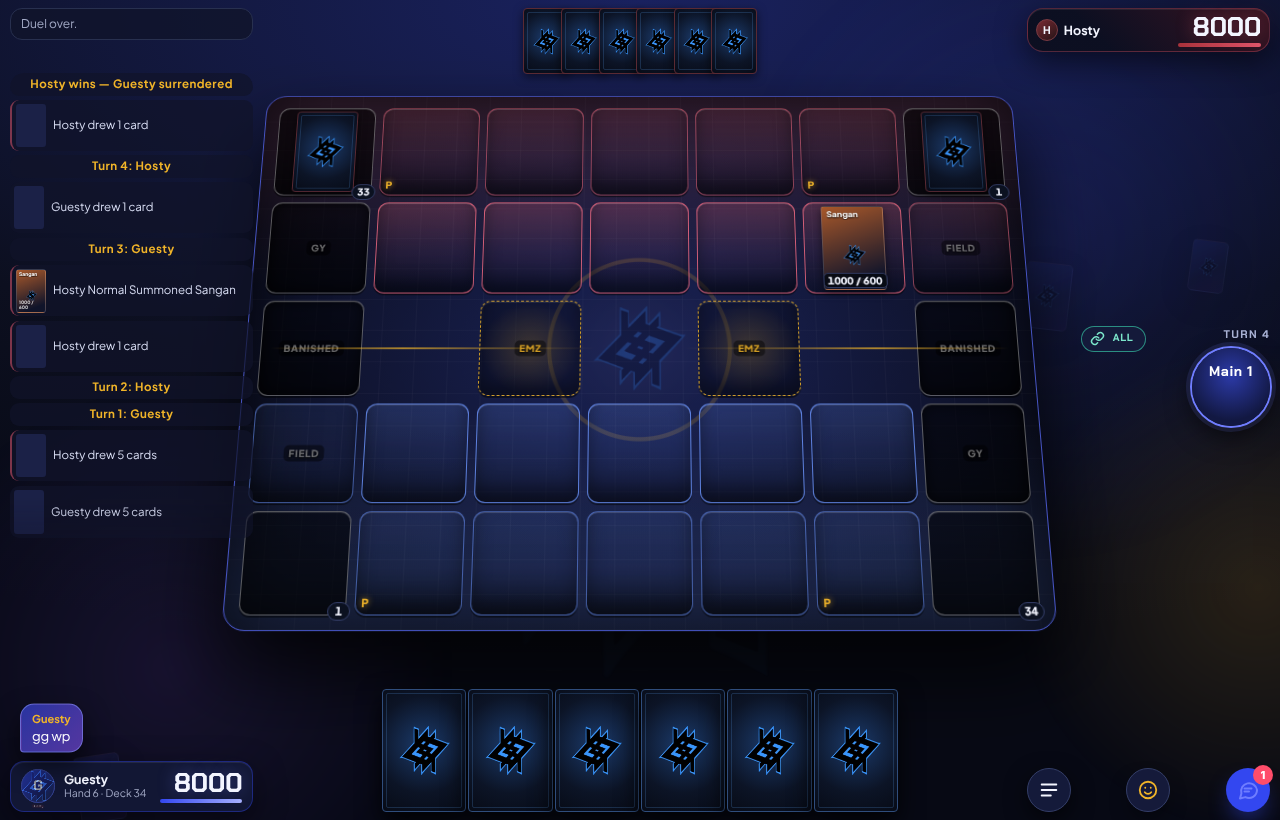 Duel over.
Hosty wins — Guesty surrendered
Hosty drew 1 card
Turn 4: Hosty
Guesty drew 1 card
Turn 3: Guesty
Sangan
1000 / 600
Hosty Normal Summoned Sangan
Hosty drew 1 card
Turn 2: Hosty
Turn 1: Guesty
Hosty drew 5 cards
Guesty drew 5 cards
H
Hosty
8000
33
P
P
1
GY
Sangan
1000 / 600
FIELD
BANISHED
EMZ
EMZ
BANISHED
ALL
TURN 4
Main 1
FIELD
GY
1
P
P
34
Guesty
gg wp
G
Guesty
Hand 6 · Deck 34
8000
1